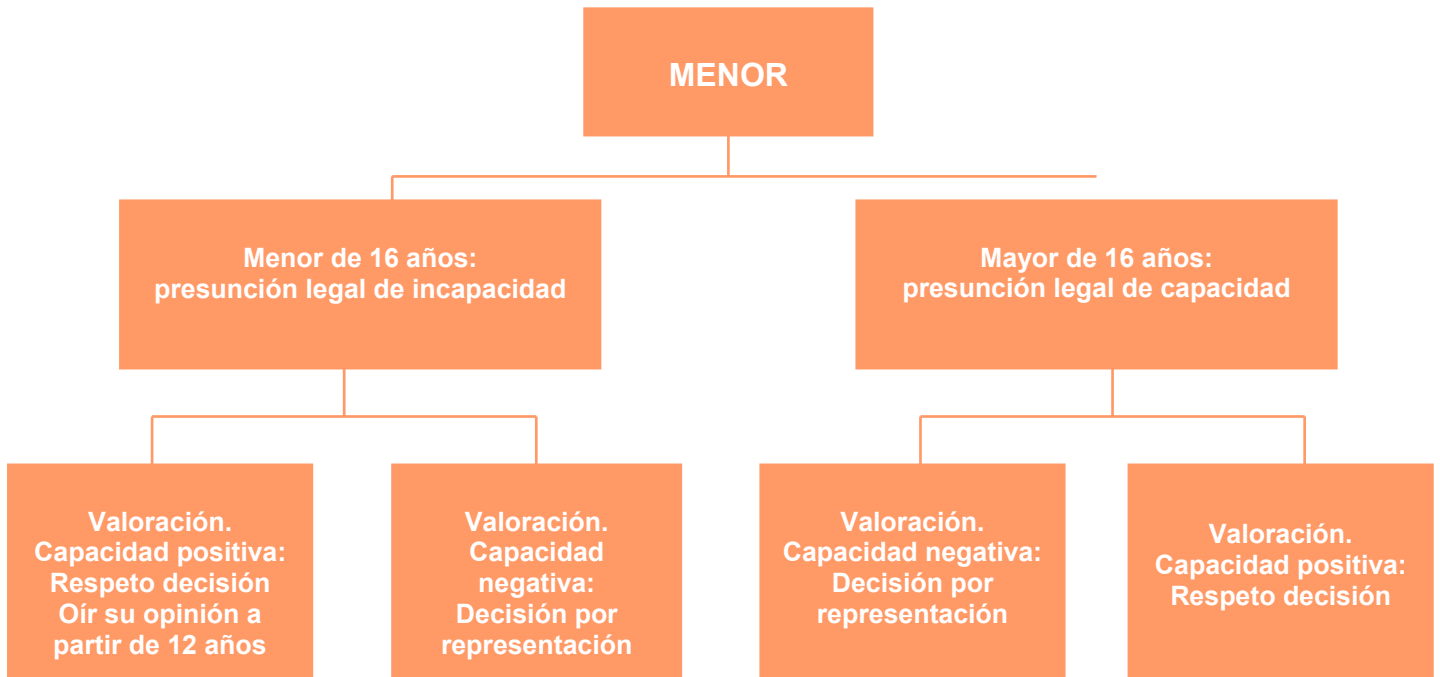 MENOR
Menor de 16 años:
presunción legal de incapacidad
Mayor de 16 años:
presunción legal de capacidad
Valoración.
Capacidad positiva:
Respeto decisión
Oír su opinión a
partir de 12 años
Valoración.
Capacidad
negativa:
Decisión por
representación
Valoración.
Capacidad negativa:
Decisión por
representación
Valoración.
Capacidad positiva:
Respeto decisión